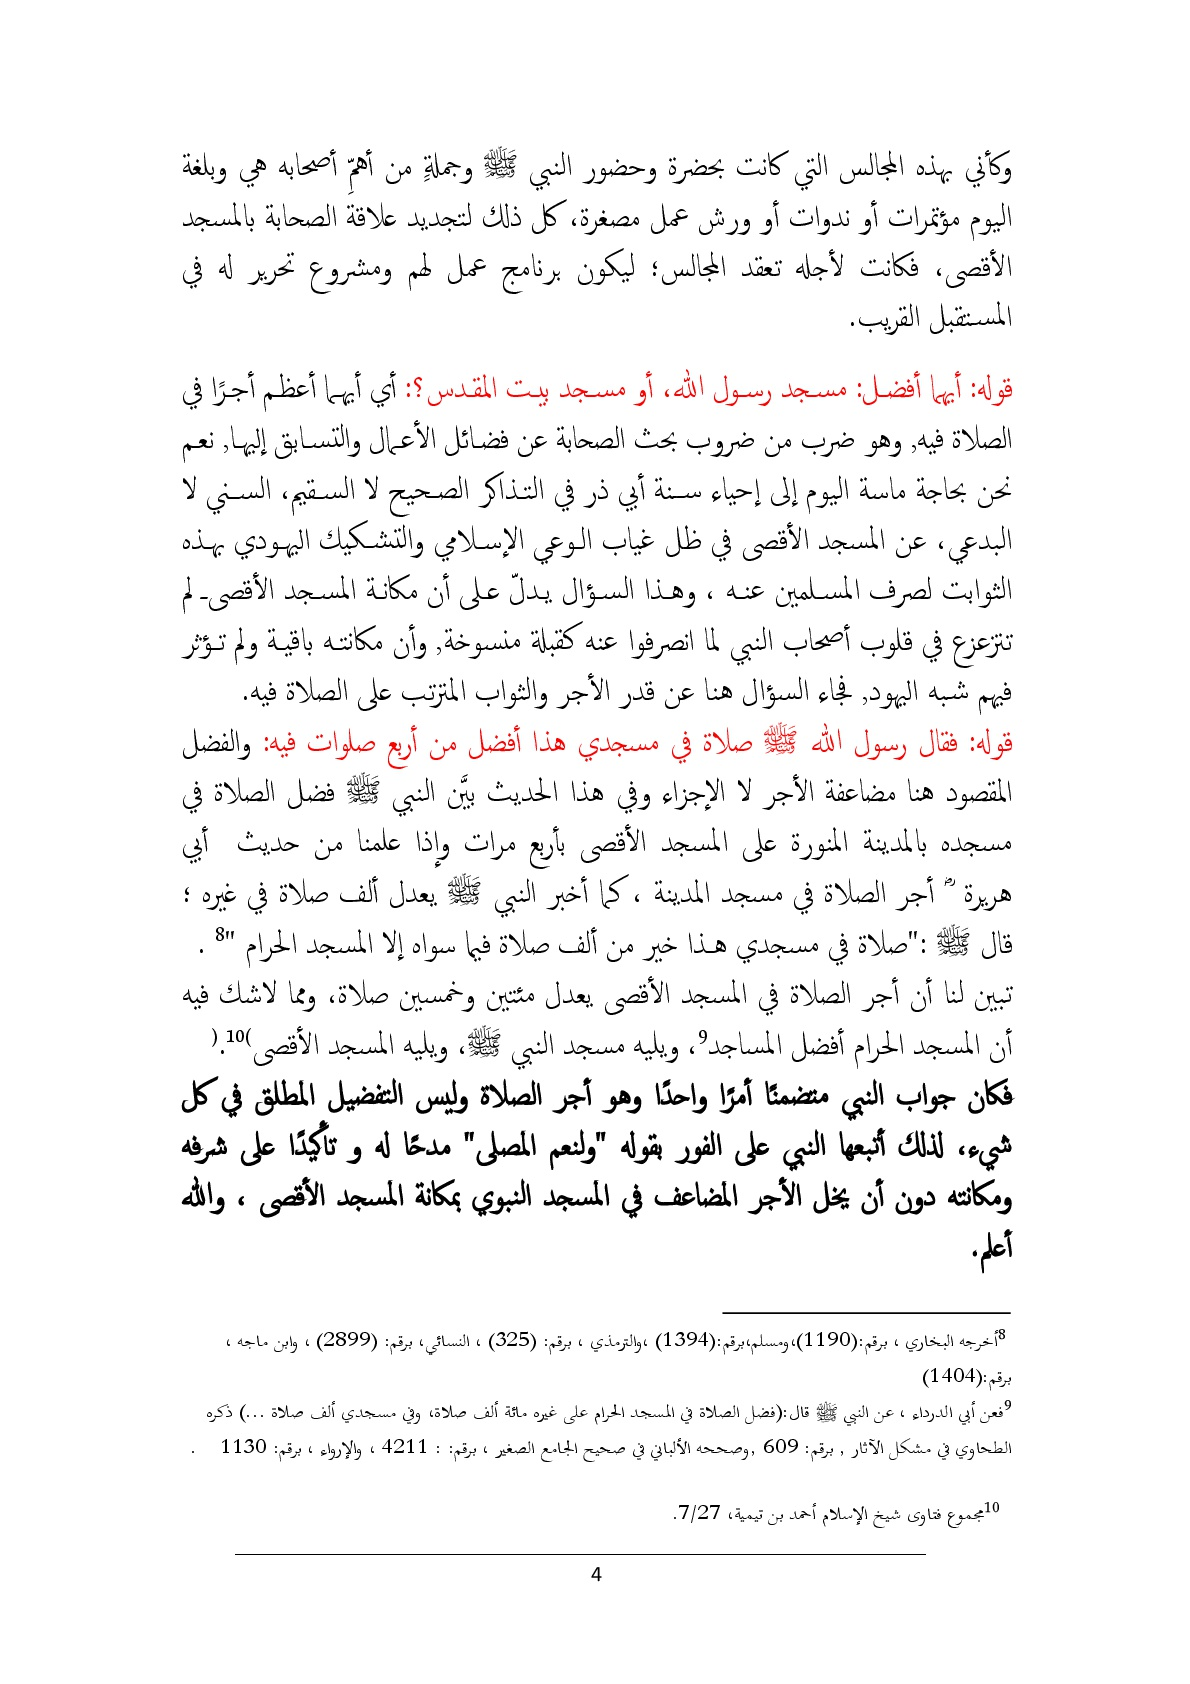 وكأني بهذه المجالس التي كانت بحضرة وحضور النبي ﷺ وجملةٍ من أهمِّ أصحابه هي وبلغة
اليوم مؤتمرات أو ندوات أو ورش عمل مصغرة، كل ذلك لتجديد علاقة الصحابة بالمسجد
الأقصى، فكانت لأجله تعقد المجالس؛ ليكون برنامج عمل لهم ومشروع تحرير له في
المستقبل القريب.
قوله: أيهما أفضل: مسجد رسول الله، أو مسجد بيت المقدس؟: أي أيهما أعظم أجرًا في
الصلاة فيه, وهو ضرب من ضروب بحث الصحابة عن فضائل الأعمال والتسابق إليها, نعم
نحن بحاجة ماسة اليوم إلى إحياء سنة أبي ذر في التذاكر الصحيح لا السقيم، السني لا
البدعي، عن المسجد الأقصى في ظل غياب الوعي الإسلامي والتشكيك اليهودي بهذه
الثوابت لصرف المسلمين عنه ، وهذا السؤال يدلّ على أن مكانة المسجد الأقصى لم
تتزعزع في قلوب أصحاب النبي لما انصرفوا عنه كقبلة منسوخة, وأن مكانته باقية ولم تؤثر
فيهم شبه اليهود, فجاء السؤال هنا عن قدر الأجر والثواب المترتب على الصلاة فيه.
قوله: فقال رسول الله ﷺ صلاة في مسجدي هذا أفضل من أربع صلوات فيه: والفضل
المقصود هنا مضاعفة الأجر لا الإجزاء وفي هذا الحديث بيَّن النبي ﷺ فضل الصلاة في
مسجده بالمدينة المنورة على المسجد الأقصى بأربع مرات وإذا علمنا من حديث أبي
هريرة أجر الصلاة في مسجد المدينة ، كما أخبر النبي ﷺ يعدل ألف صلاة في غيره ؛
قال ﷺ :"صلاة في مسجدي هذا خير من ألف صلاة فيما سواه إلا المسجد الحرام "8 .
تبين لنا أن أجر الصلاة في المسجد الأقصى يعدل مئتين وخمسين صلاة، ومما لاشك فيه
أن المسجد الحرام أفضل المساجد9، ويليه مسجد النبي ﷺ، ويليه المسجد الأقصى)10.(
فكان جواب النبي متضمنًا أمرًا واحدًا وهو أجر الصلاة وليس التفضيل المطلق في كل
شيء، لذلك أتبعها النبي على الفور بقوله "ولنعم المصلى" مدحًا له و تأكيدًا على شرفه
ومكانته دون أن يخل الأجر المضاعف في المسجد النبوي بمكانة المسجد الأقصى ، والله
أعلم.
8أخرجه البخاري ، برقم:(1190)،ومسلم،برقم:(1394) ،والترمذي ، برقم: (325) ، النسائي، برقم: (2899) ، وابن ماجه ،
برقم:(1404)
9فعن أبي الدرداء ، عن النبي ﷺ قال:(فضل الصلاة في المسجد الحرام على غيره مائة ألف صلاة، وفي مسجدي ألف صلاة ...) ذكره
الطحاوي في مشكل الآثار , برقم: 609 ,وصححه الألباني في صحيح الجامع الصغير ، برقم: : 4211 ، والإرواء ، برقم: 1130 .
10مجموع فتاوى شيخ الإسلام أحمد بن تيمية، 7/27.
4